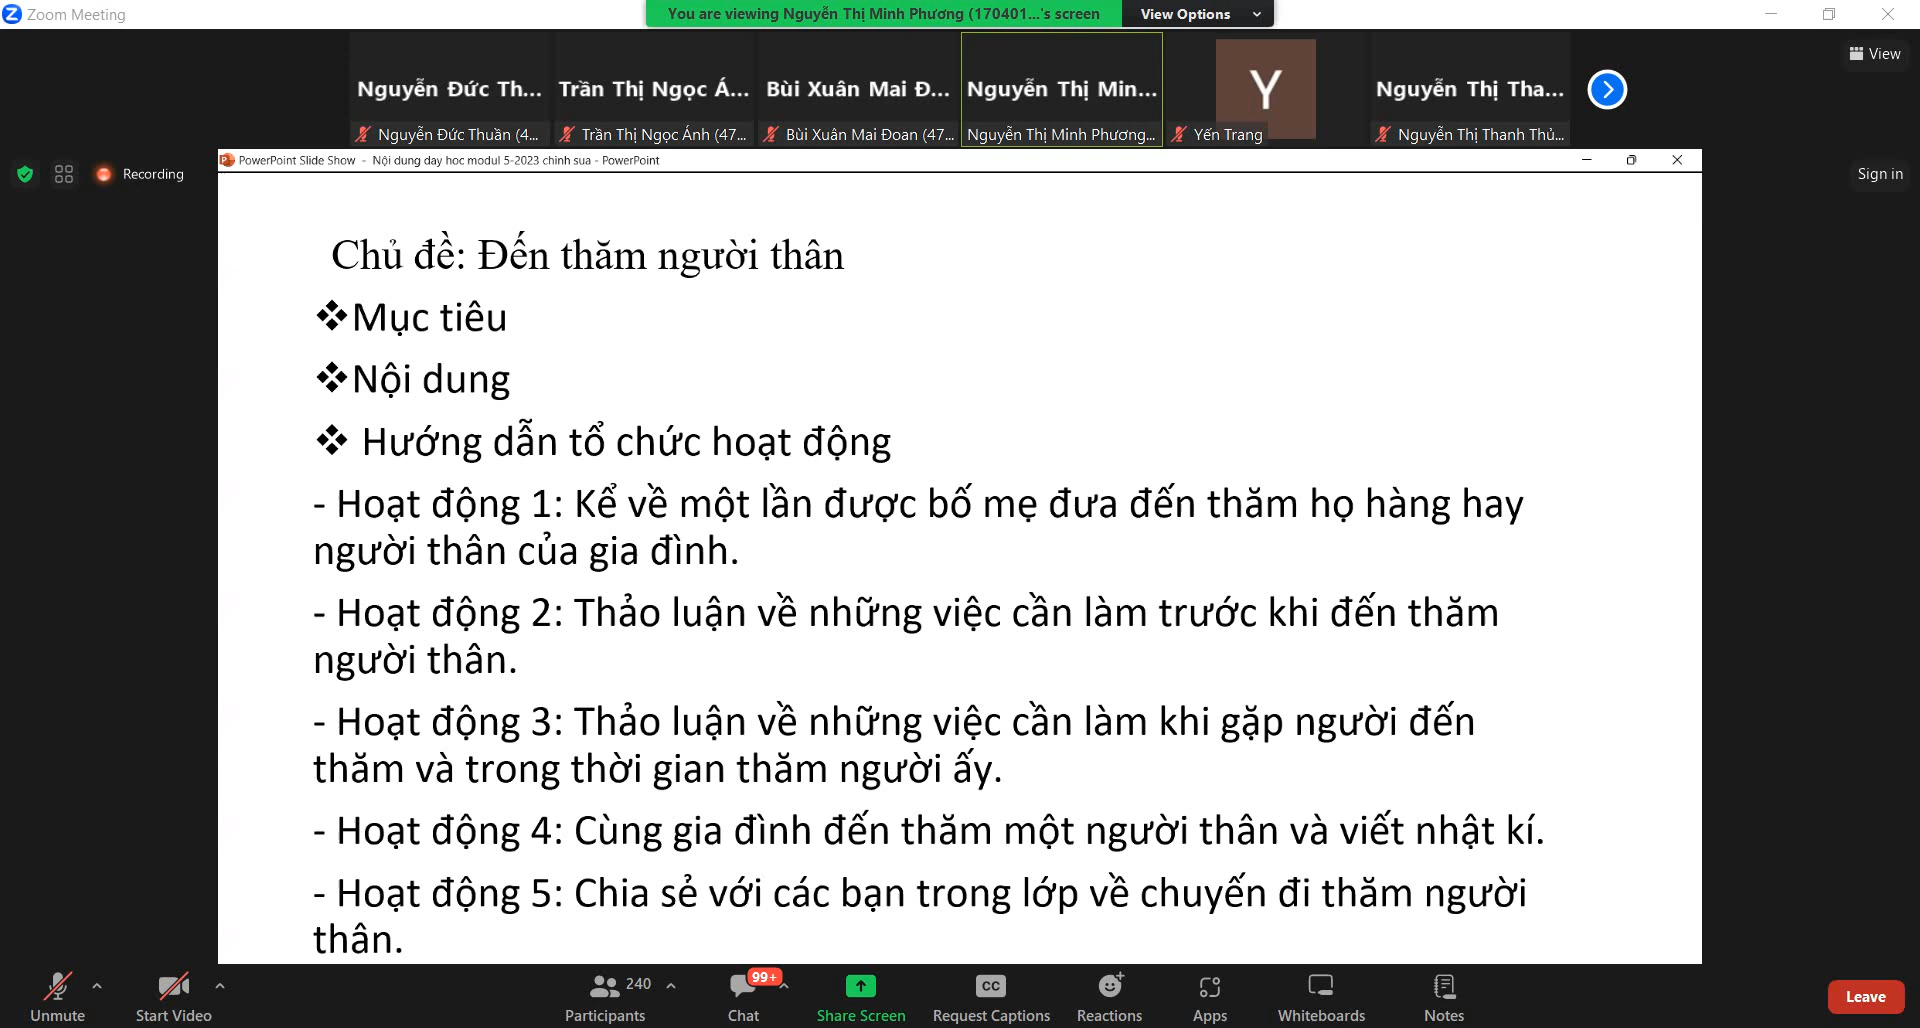 Zoom Meeting
You are viewing Nguyễn Thị Minh Phương (170401...'s screen
View Options
View
Nguyễn Đức Th...
Trần Thị Ngọc Á...
Bùi Xuân Mai Đ...
Nguyễn Thị Min...
Y
Nguyễn Thị Tha...
Nguyễn Đức Thuần (4...
Trần Thị Ngọc Ánh (47...
Bùi Xuân Mai Đoan (47...
Nguyễn Thị Minh Phương...
Yến Trang
Nguyễn Thị Thanh Thủ...
Recording
Sign in
PowerPoint Slide Show - Nội dung day hoc modul 5-2023 chinh sua - PowerPoint
Chủ đề: Đến thăm người thân
❖Mục tiêu
❖Nội dung
❖ Hướng dẫn tổ chức hoạt động
- Hoạt động 1: Kể về một lần được bố mẹ đưa đến thăm họ hàng hay
người thân của gia đình.
- Hoạt động 2: Thảo luận về những việc cần làm trước khi đến thăm
người thân.
- Hoạt động 3: Thảo luận về những việc cần làm khi gặp người đến
thăm và trong thời gian thăm người ấy.
- Hoạt động 4: Cùng gia đình đến thăm một người thân và viết nhật kí.
- Hoạt động 5: Chia sẻ với các bạn trong lớp về chuyến đi thăm người
thân.
240
99+
CC
Unmute
Start Video
Participants
Chat
Share Screen
Request Captions
Reactions
Apps
Whiteboards
Notes
Leave